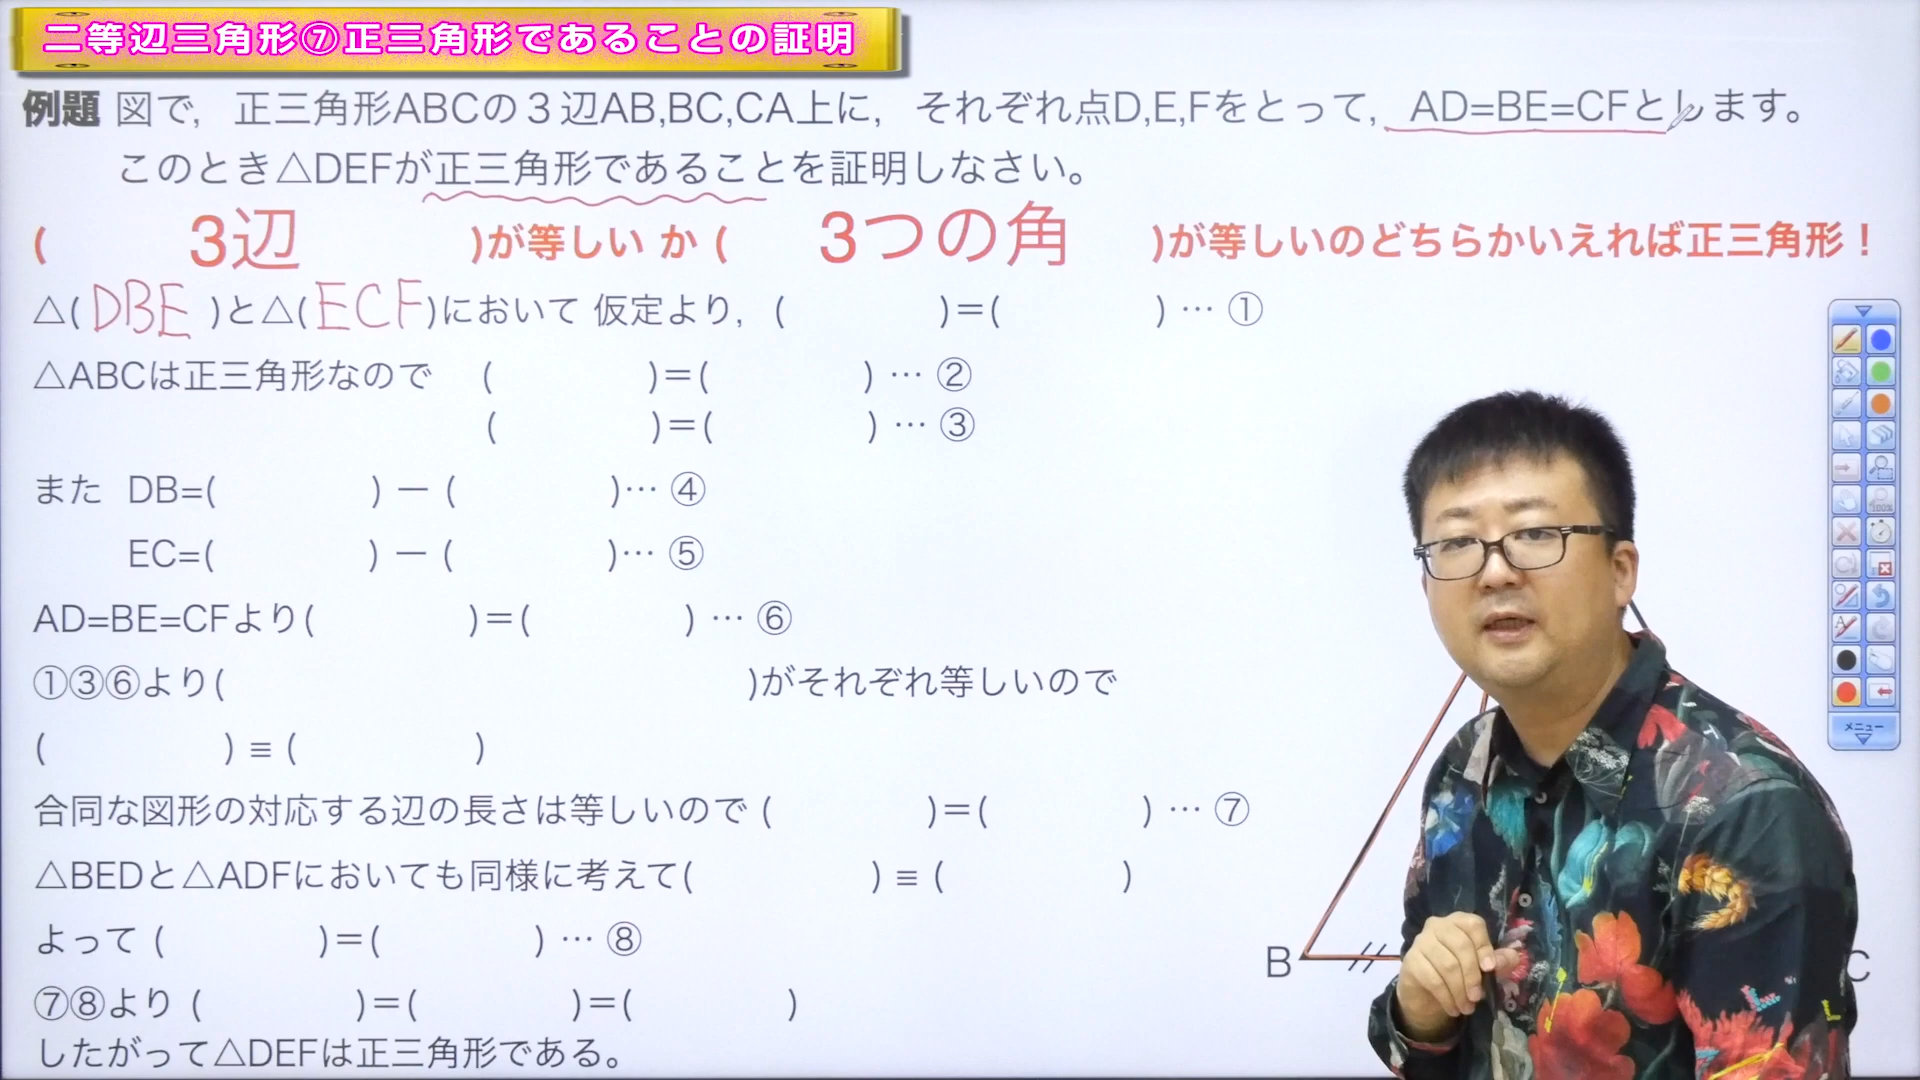 二等辺三角形⑦正三角形であることの証明
例題 図で，正三角形ABCの３辺AB,BC,CA上に，それぞれ点D,E,Fをとって，AD=BE=CFとします。
このとき△DEFが正三角形であることを証明しなさい。
( 3辺 )が等しい か ( 3つの角 )が等しいのどちらかいえれば正三角形！
△( DBE )と△( ECF )において 仮定より，( )＝( ) … ①
△ABCは正三角形なので ( )＝( ) … ②
( )＝( ) … ③
また DB=( ) － ( )… ④
EC=( ) － ( )… ⑤
AD=BE=CFより( )＝( ) … ⑥
①③⑥より( )がそれぞれ等しいので
( ) ≡ ( )
合同な図形の対応する辺の長さは等しいので ( )＝( ) … ⑦
△BEDと△ADFにおいても同様に考えて( ) ≡ ( )
よって ( )＝( ) … ⑧
⑦⑧より ( )＝( )＝( )
したがって△DEFは正三角形である。
B
C
100%
メニュー